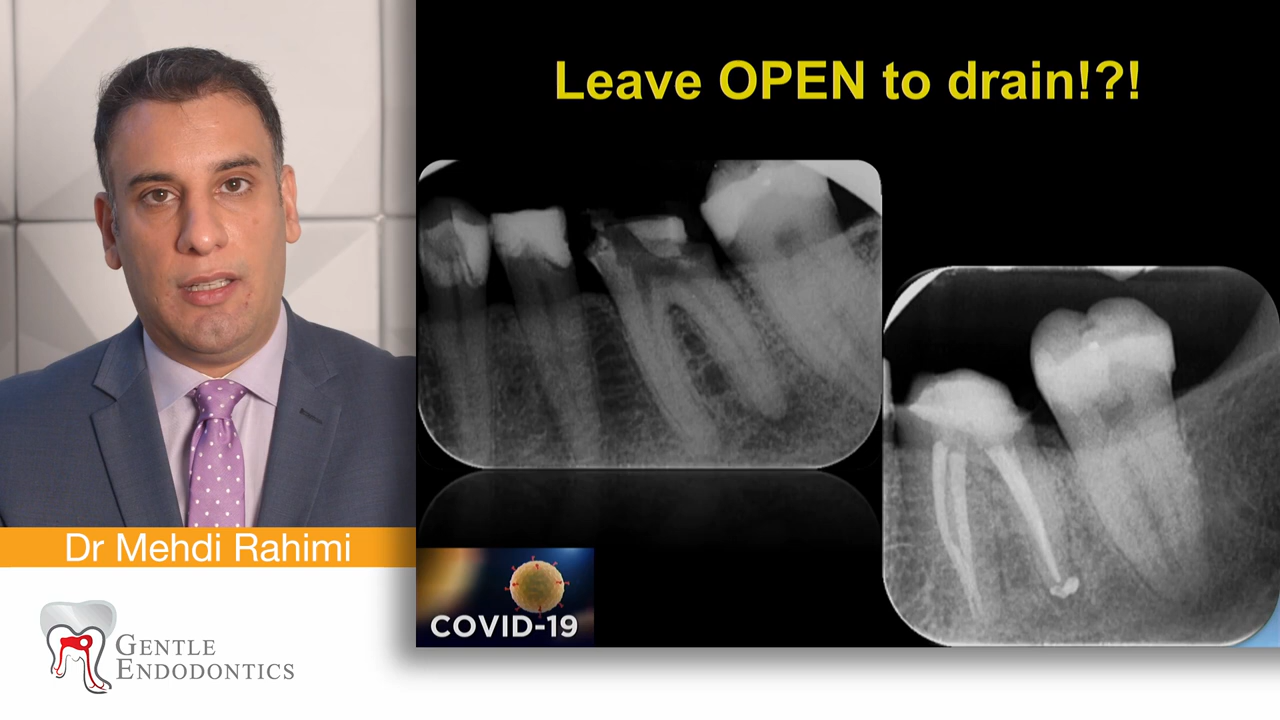 Leave OPEN to drain!?!
Dr Mehdi Rahimi
COVID-19
GENTLE
ENDODONTICS